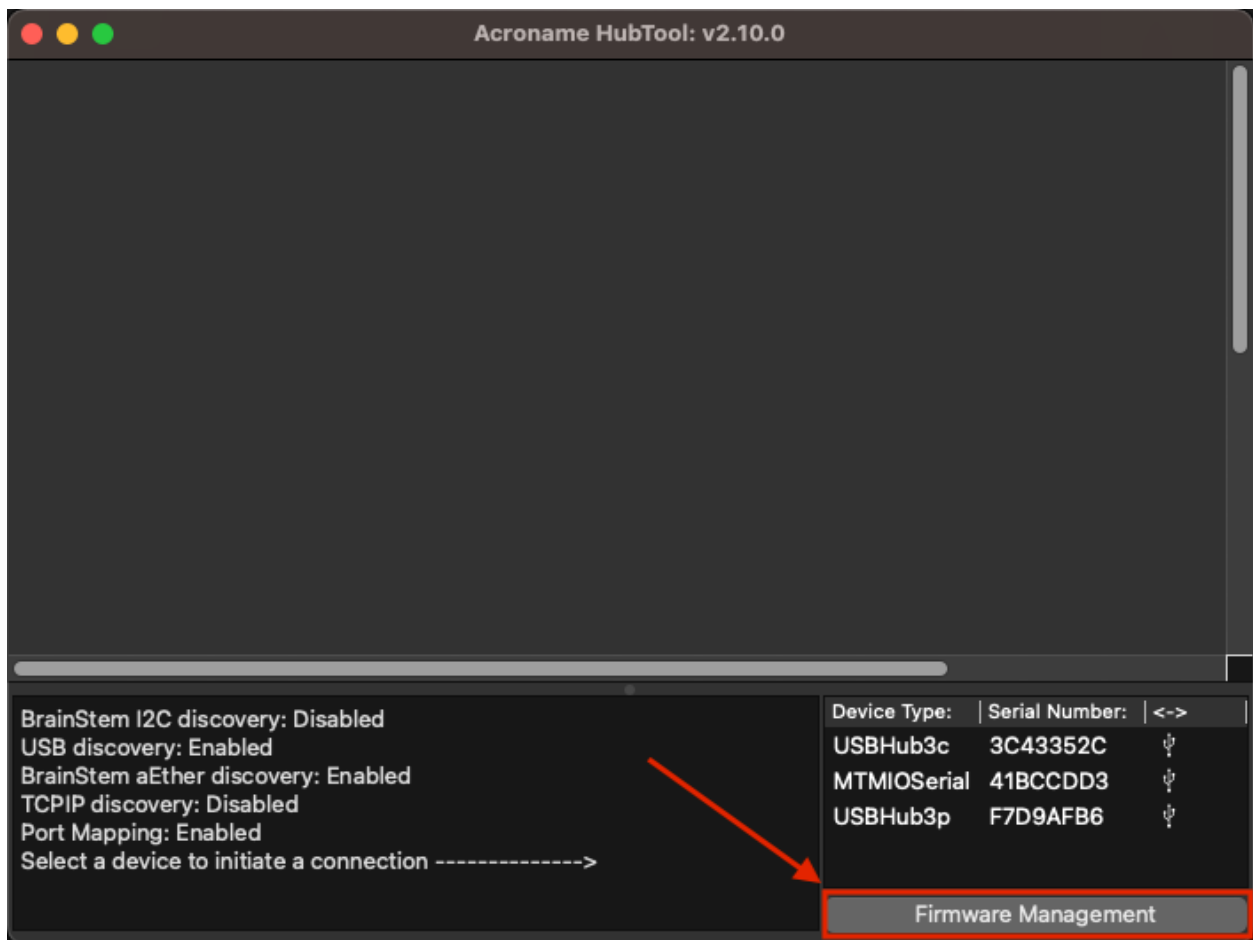 Acroname HubTool: v2.10.0
BrainStem I2C discovery: Disabled
USB discovery: Enabled
BrainStem aEther discovery: Enabled
TCPIP discovery: Disabled
Port Mapping: Enabled
Select a device to initiate a connection -------------->
Device Type: Serial Number: <->
USBHub3c 3C43352C
MTMIOSerial 41BCCDD3
USBHub3p F7D9AFB6
Firmware Management